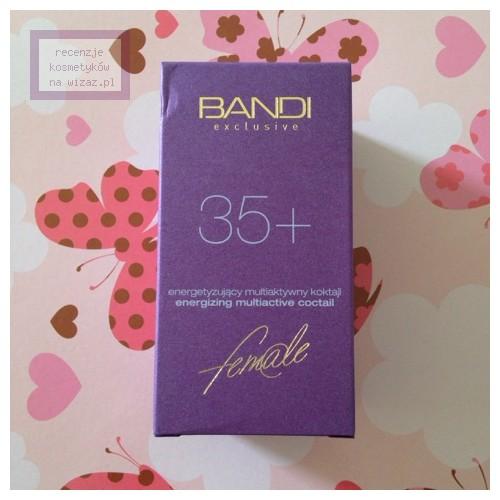 recenzje
kosmetyków
na wizaz.pl
BANDI
exclusive
35+
energetyzujący multiaktywny koktajl
energizing multiactive coctail
female